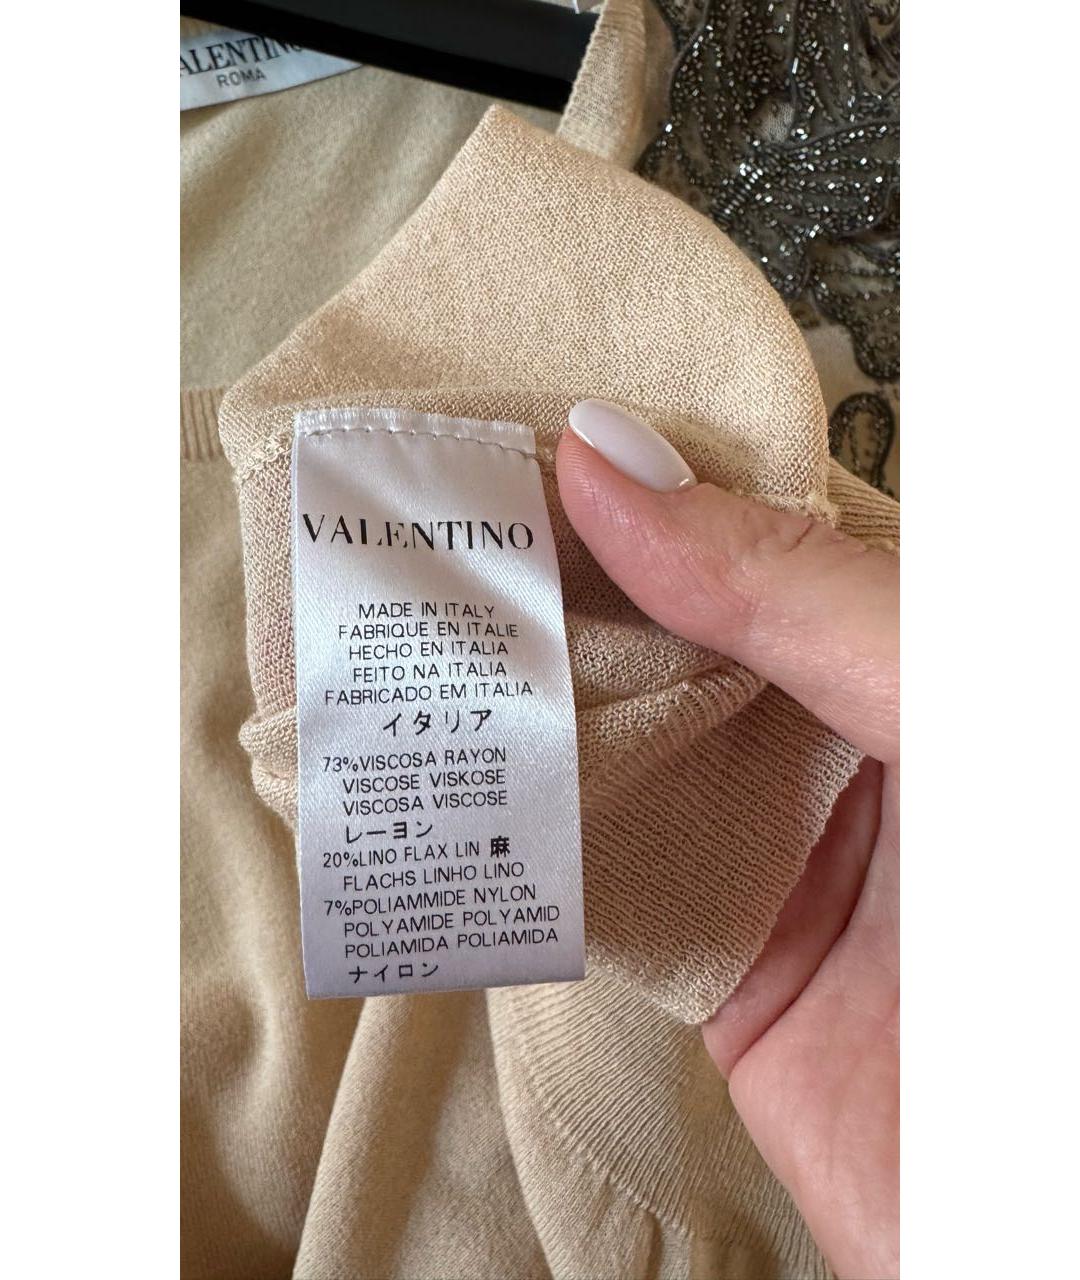 ALENTINO
ROMA
VALENTINO
MADE IN ITALY
FABRIQUE EN ITALIE
HECHO EN ITALIA
FEITO NA ITALIA
FABRICADO EM ITALIA
イタリア
73%VISCOSA RAYON
VISCOSE VISKOSE
VISCOSA VISCOSE
レーヨン
20%LINO FLAX LIN 麻
FLACHS LINHO LINO
7%POLIAMMIDE NYLON
POLYAMIDE POLYAMID
POLIAMIDA POLIAMIDA
ナイロン